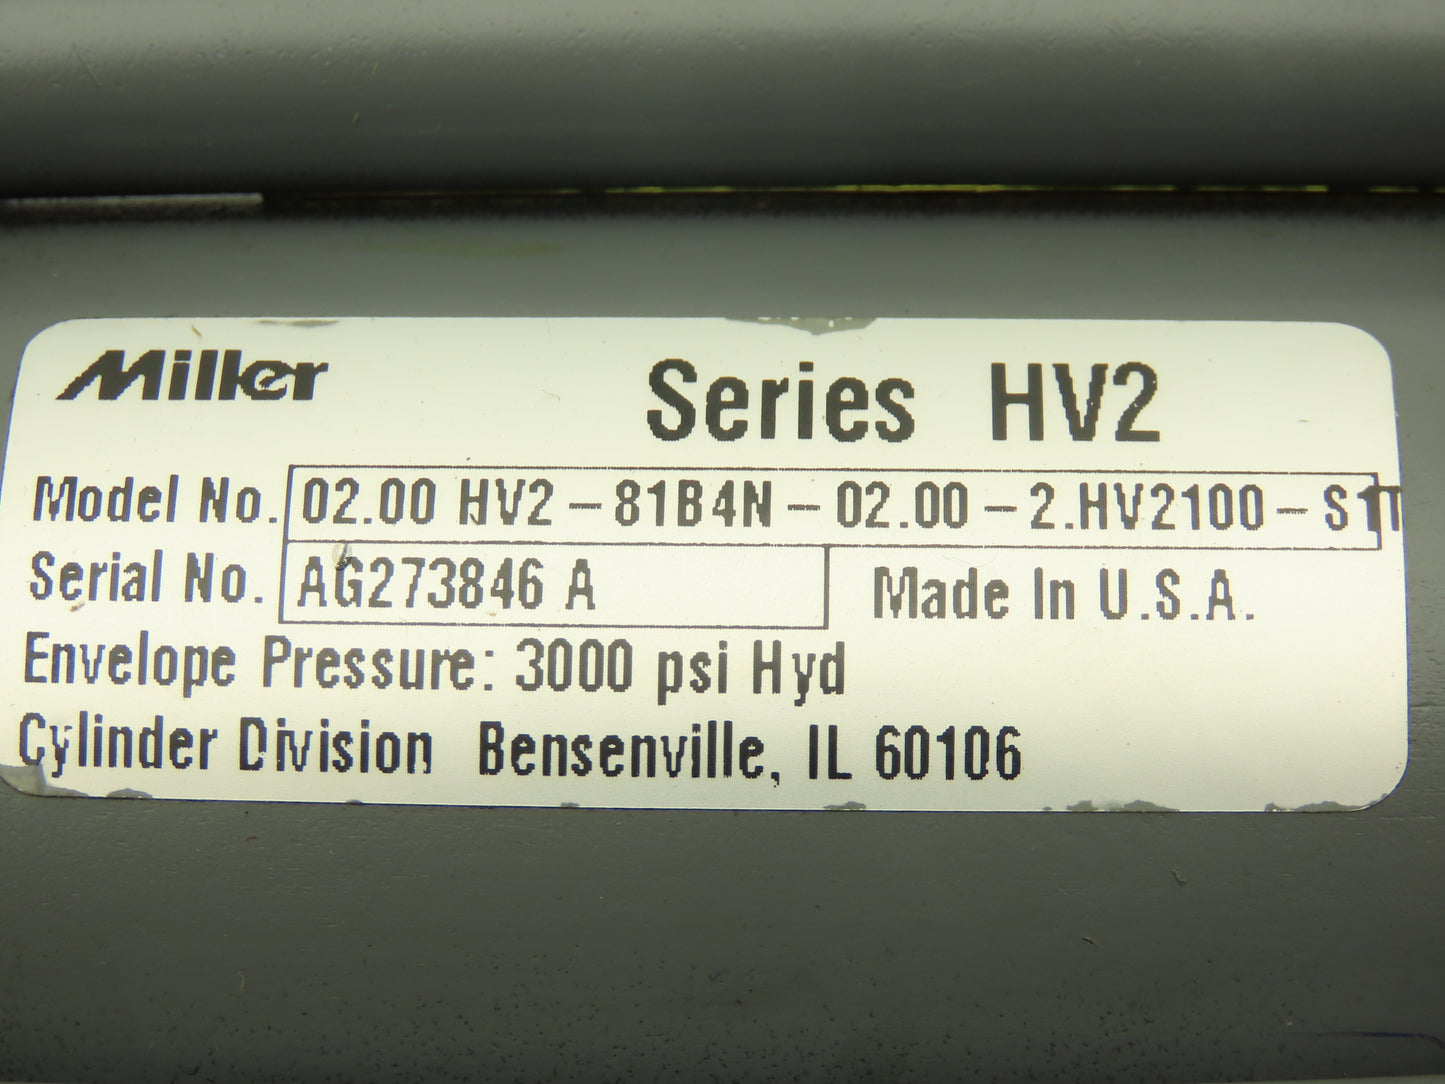 Miller Series HV2
Model No. 02.00 HV2-81B4N-02.00-2.HV2100-S11
Serial No. AG273846 A Made In U.S.A.
Envelope Pressure: 3000 psi Hyd
Cylinder Division Bensenville, IL 60106